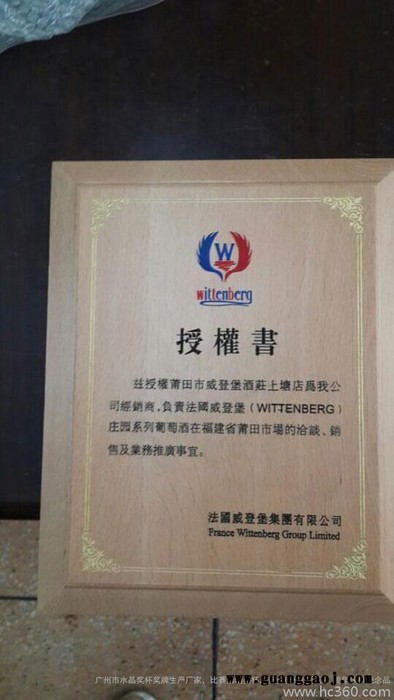 W
wittenberg
授權書
茲授權莆田市威登堡酒莊上塘店爲我公
司經銷商,負責法國威登堡(WITTENBERG)
庄园系列葡萄酒在福建省莆田市場的洽談、銷
售及業務推廣事宜。
法國威登堡集團有限公司
France Wittenberg Group Limited
广州市水晶奖杯奖牌生产厂家、比赛
念品
www.guanggaoj.com
www.hc360.com